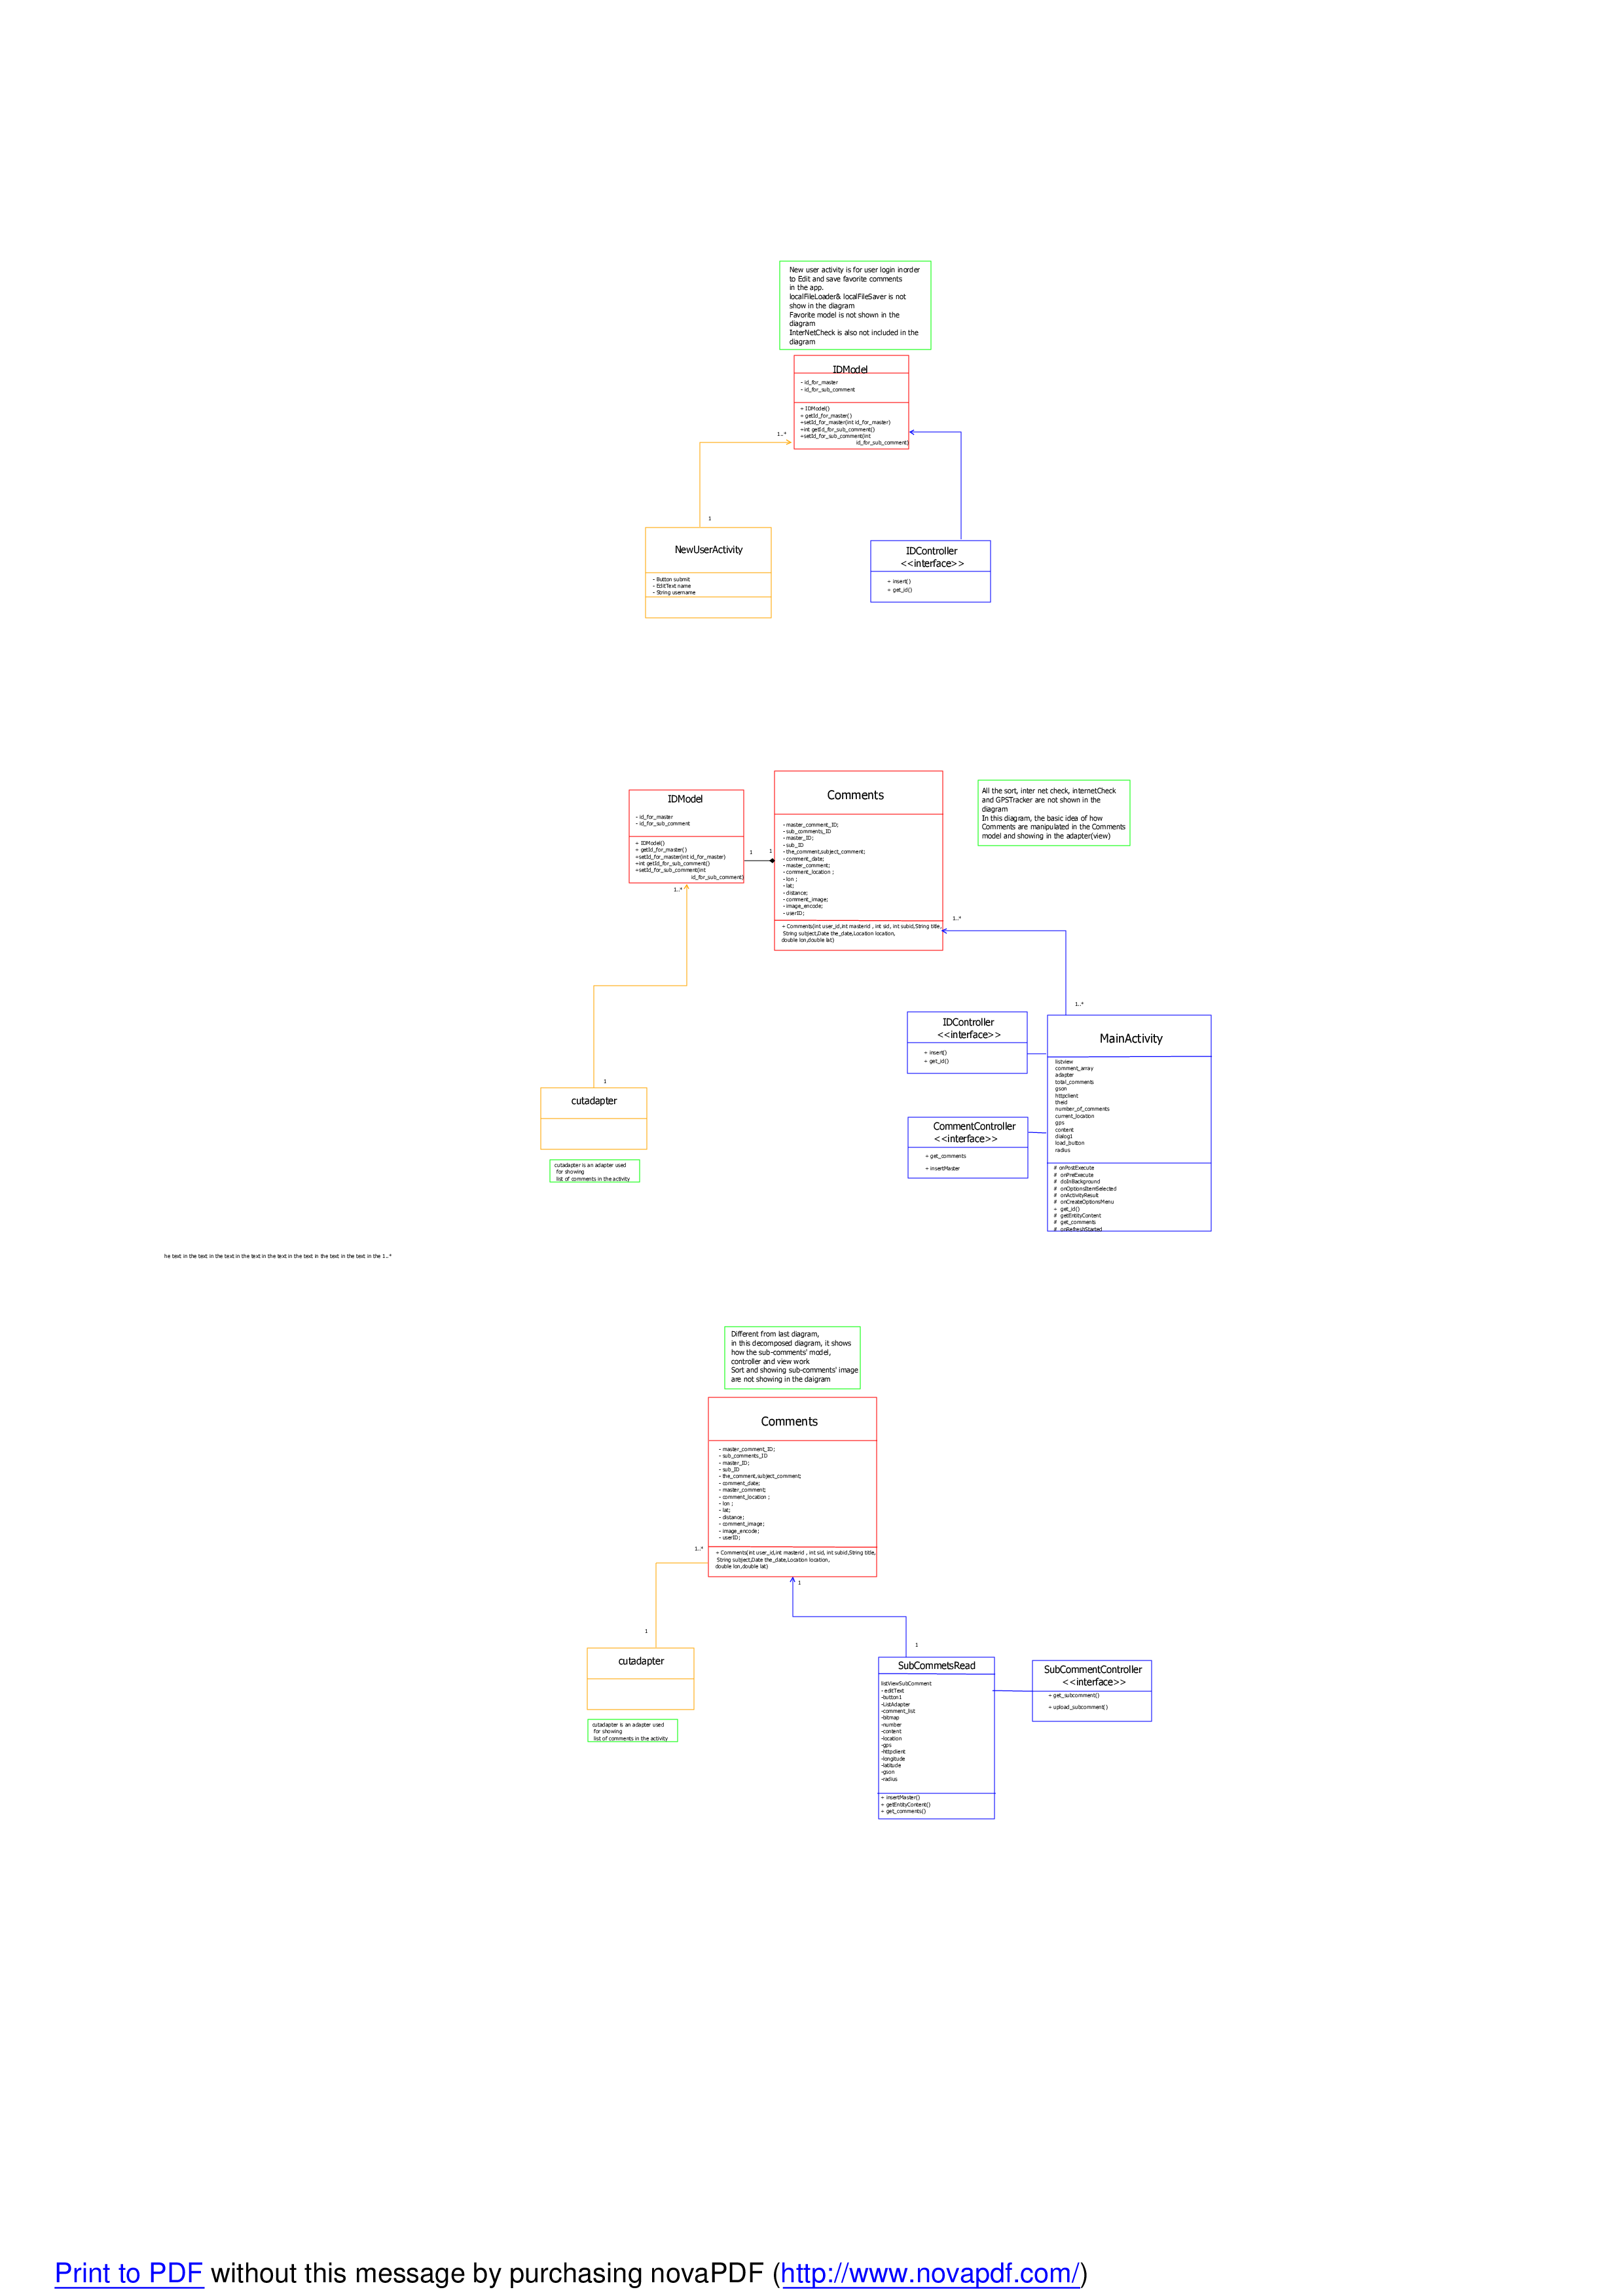 New user activity is for user login inorder
to Edit and save favorite comments
in the app.
localFileLoader& localFileSaver is not
show in the diagram
Favorite model is not shown in the
diagram
InterNetCheck is also not included in the
diagram
IDModel
- id_for_master
- id_for_sub_comment
+ IDModel()
+ getId_for_master()
+setId_for_master(int id_for_master)
+int getId_for_sub_comment()
+setId_for_sub_comment(int
id_for_sub_comment)
1..*
1
NewUserActivity
- Button submit
- EditText name
- String username
IDController
<<interface>>
+ insert()
+ get_id()
IDModel
- id_for_master
- id_for_sub_comment
+ IDModel()
+ getId_for_master()
+setId_for_master(int id_for_master)
+int getId_for_sub_comment()
+setId_for_sub_comment(int
id_for_sub_comment)
1..*
1
1
Comments
- master_comment_ID;
- sub_comments_ID
- master_ID;
- sub_ID
- the_comment,subject_comment;
- comment_date;
- master_comment;
- comment_location ;
- lon ;
- lat;
- distance;
- comment_image;
- image_encode;
- userID;
+ Comments(int user_id,int masterid , int sid, int subid,String title,
String subject,Date the_date,Location location,
double lon,double lat)
All the sort, inter net check, internetCheck
and GPSTracker are not shown in the
diagram
In this diagram, the basic idea of how
Comments are manipulated in the Comments
model and showing in the adapter(view)
1..*
1..*
1
cutadapter
cutadapter is an adapter used
for showing
list of comments in the activity
IDController
<<interface>>
+ insert()
+ get_id()
CommentController
<<interface>>
+ get_comments
+ insertMaster
MainActivity
listview
comment_array
adapter
total_comments
gson
httpclient
theid
number_of_comments
current_location
gps
content
dialog1
load_button
radius
# onPostExecute
# onPreExecute
# doInBackground
# onOptionsItemSelected
# onActivityResult
# onCreateOptionsMenu
+ get_id()
# getEntityContent
# get_comments
# onRefreshStarted
he text in the text in the text in the text in the text in the text in the text in the text in the 1..*
Different from last diagram,
in this decomposed diagram, it shows
how the sub-comments' model,
controller and view work
Sort and showing sub-comments' image
are not showing in the daigram
Comments
- master_comment_ID;
- sub_comments_ID
- master_ID;
- sub_ID
- the_comment,subject_comment;
- comment_date;
- master_comment;
- comment_location ;
- lon ;
- lat;
- distance;
- comment_image;
- image_encode;
- userID;
+ Comments(int user_id,int masterid , int sid, int subid,String title,
String subject,Date the_date,Location location,
double lon,double lat)
1..*
1
1
1
cutadapter
cutadapter is an adapter used
for showing
list of comments in the activity
SubCommetsRead
listViewSubComment
- editText
-button1
-ListAdapter
-comment_list
-bitmap
-number
-content
-location
-gps
-httpclient
-longitude
-latitude
-gson
-radius
+ insertMaster()
+ getEntityContent()
+ get_comments()
SubCommentController
<<interface>>
+ get_subcomment()
+ upload_subcomment()
Print to PDF without this message by purchasing novaPDF (http://www.novapdf.com/)